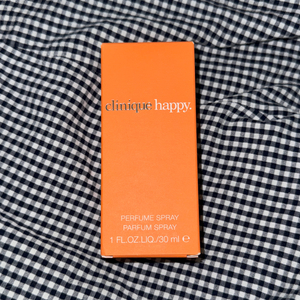 clinique happy.
PERFUME SPRAY
PARFUM SPRAY
1 FL.OZ.LIQ./30 ml ℮